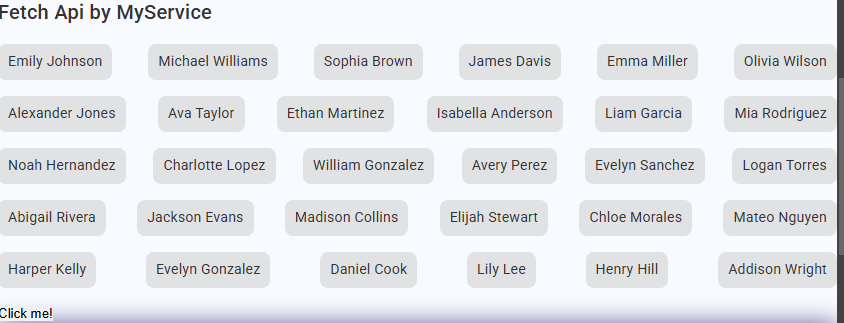 Fetch Api by MyService
Emily Johnson Michael Williams Sophia Brown James Davis Emma Miller Olivia Wilson
Alexander Jones Ava Taylor Ethan Martinez Isabella Anderson Liam Garcia Mia Rodriguez
Noah Hernandez Charlotte Lopez William Gonzalez Avery Perez Evelyn Sanchez Logan Torres
Abigail Rivera Jackson Evans Madison Collins Elijah Stewart Chloe Morales Mateo Nguyen
Harper Kelly Evelyn Gonzalez Daniel Cook Lily Lee Henry Hill Addison Wright
Click me!